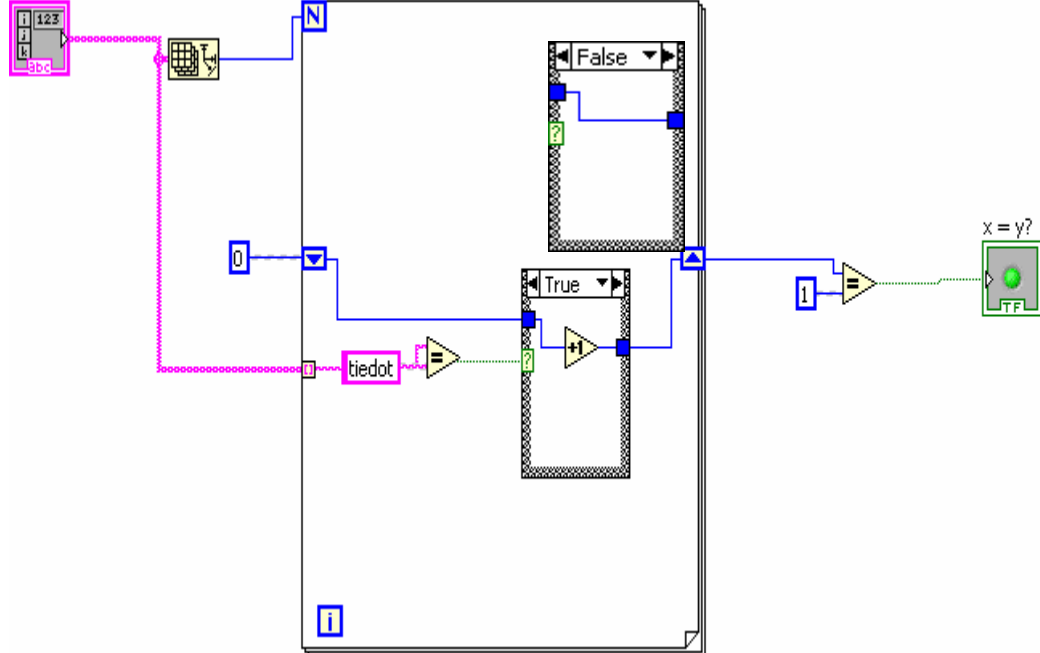 i 123
j
k
abc
N
False
?
x = y?
0
True
=
1
TF
tiedot
=
?
+1
i